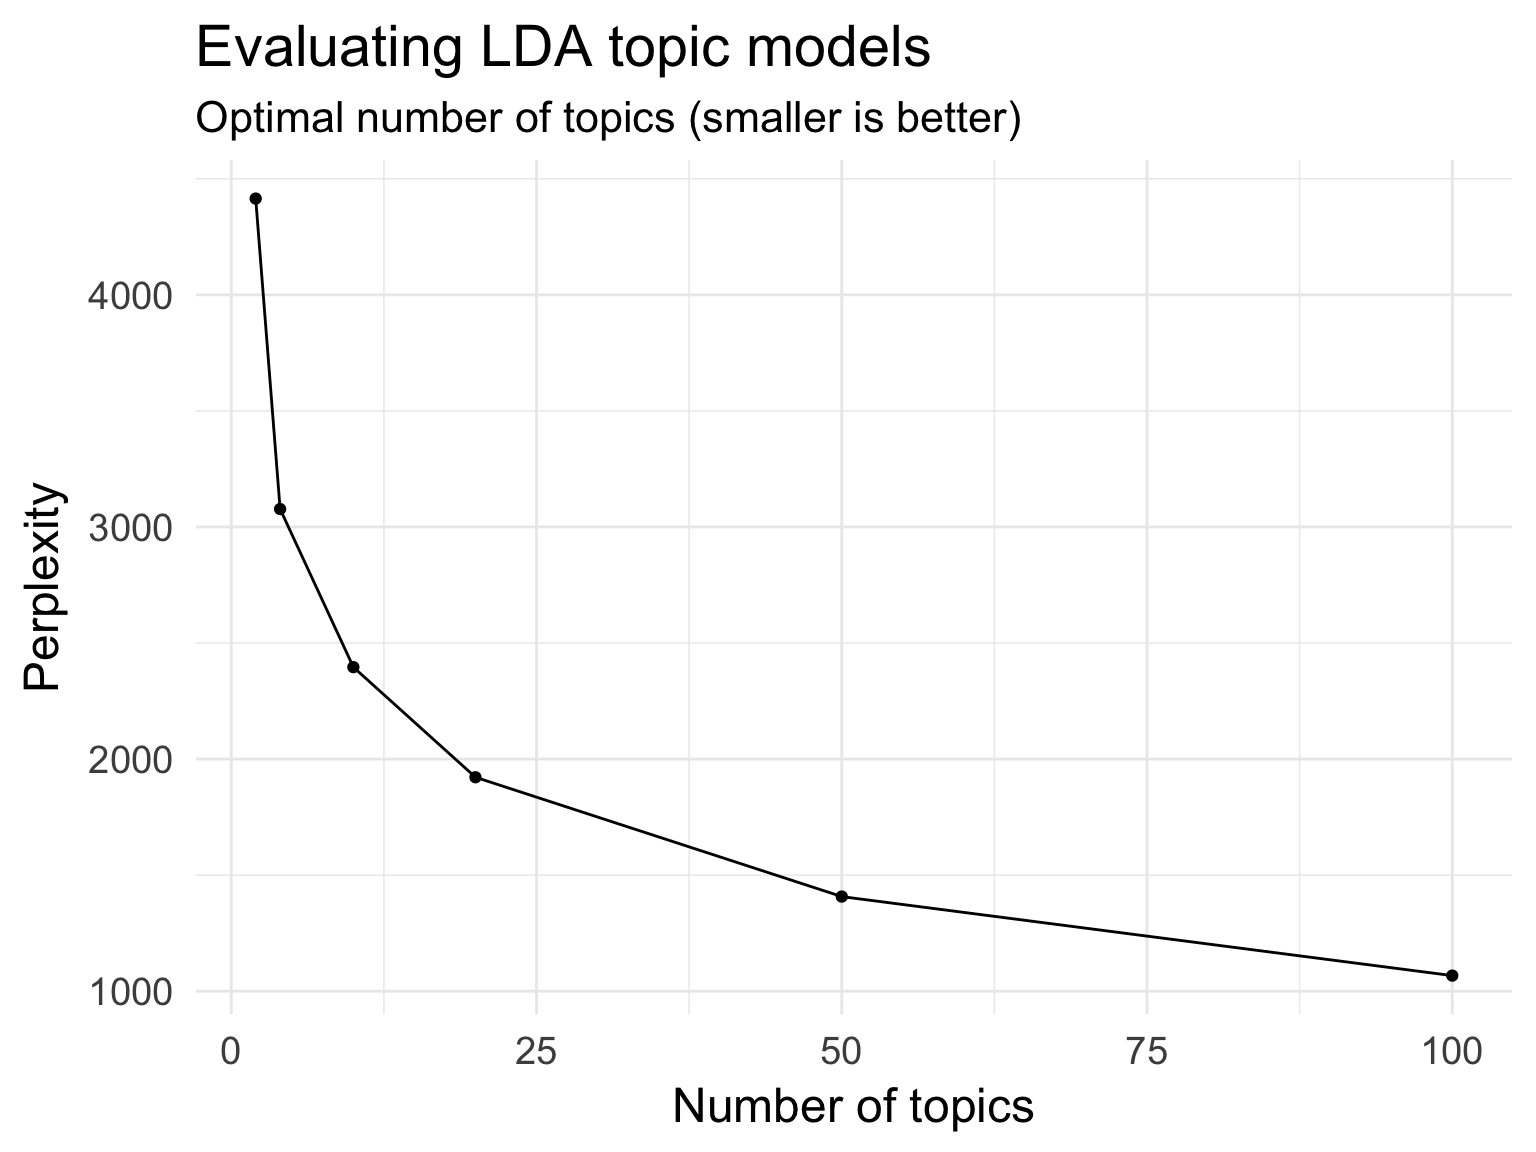 Evaluating LDA topic models
Optimal number of topics (smaller is better)
Perplexity
4000
3000
2000
1000
0 25 50 75 100
Number of topics